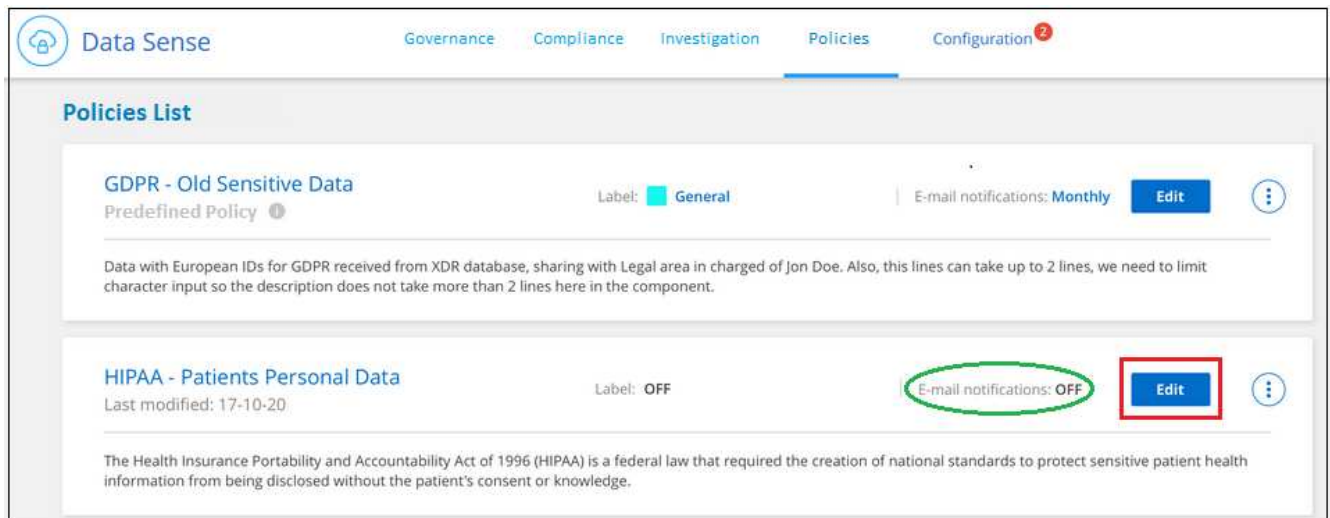 Data Sense
Governance Compliance Investigation Policies Configuration 2
Policies List
GDPR - Old Sensitive Data
Predefined Policy i
Label: General
E-mail notifications: Monthly
Edit
Data with European IDs for GDPR received from XDR database, sharing with Legal area in charged of Jon Doe. Also, this lines can take up to 2 lines, we need to limit
character input so the description does not take more than 2 lines here in the component.
HIPAA - Patients Personal Data
Last modified: 17-10-20
Label: OFF
E-mail notifications: OFF
Edit
The Health Insurance Portability and Accountability Act of 1996 (HIPAA) is a federal law that required the creation of national standards to protect sensitive patient health
information from being disclosed without the patient's consent or knowledge.